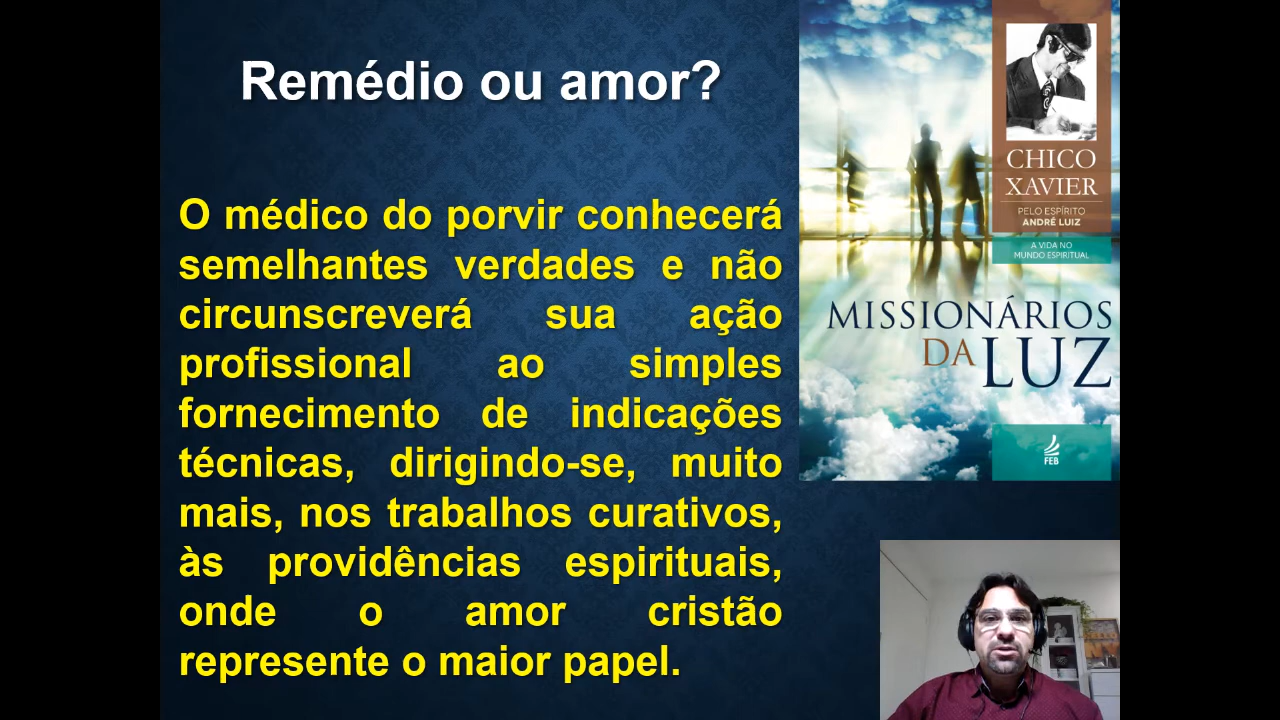 Remédio ou amor?
O médico do porvir conhecerá
semelhantes verdades e não
circunscreverá sua ação
profissional ao simples
fornecimento de indicações
técnicas, dirigindo-se, muito
mais, nos trabalhos curativos,
às providências espirituais,
onde o amor cristão
represente o maior papel.
CHICO
XAVIER
PELO ESPÍRITO
ANDRÉ LUIZ
A VIDA NO
MUNDO ESPIRITUAL
MISSIONÁRIOS
DA LUZ
FEB